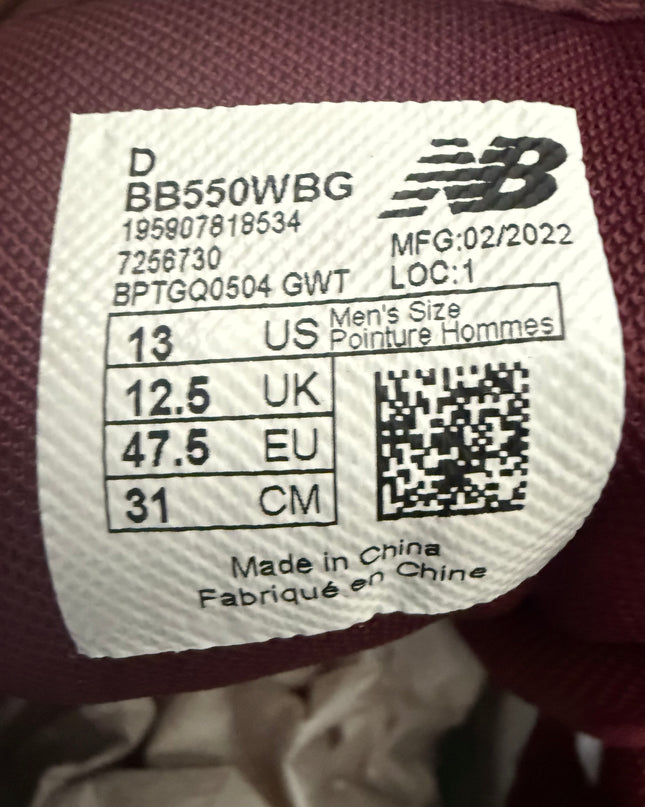 D
BB550WBG
195907818534
7256730
BPTGQ0504 GWT
NB
MFG:02/2022
LOC:1
13 US Men's Size
Pointure Hommes
12.5 UK
47.5 EU
31 CM
Made in China
Fabriqué en Chine